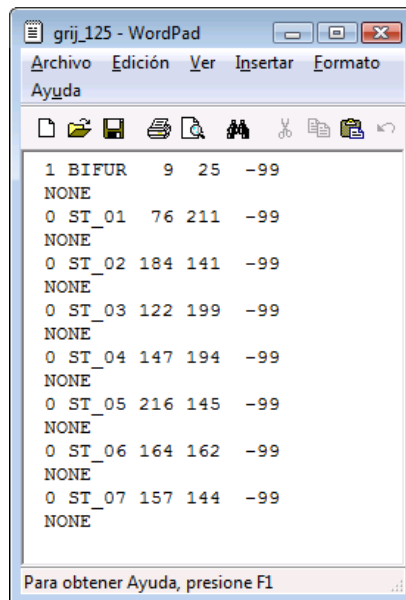 grij_125 - WordPad
Archivo Edición Ver Insertar Formato
Ayuda
1 BIFUR 9 25 -99
NONE
0 ST_01 76 211 -99
NONE
0 ST_02 184 141 -99
NONE
0 ST_03 122 199 -99
NONE
0 ST_04 147 194 -99
NONE
0 ST_05 216 145 -99
NONE
0 ST_06 164 162 -99
NONE
0 ST_07 157 144 -99
NONE
Para obtener Ayuda, presione F1